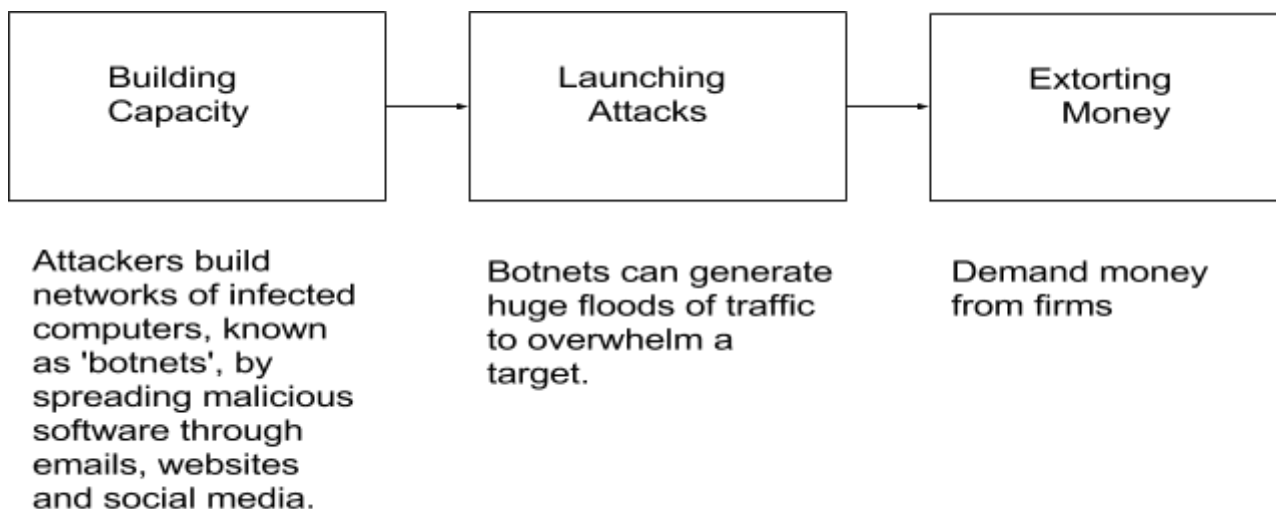 Building
Capacity
Launching
Attacks
Extorting
Money
Attackers build
networks of infected
computers, known
as 'botnets', by
spreading malicious
software through
emails, websites
and social media.
Botnets can generate
huge floods of traffic
to overwhelm a
target.
Demand money
from firms